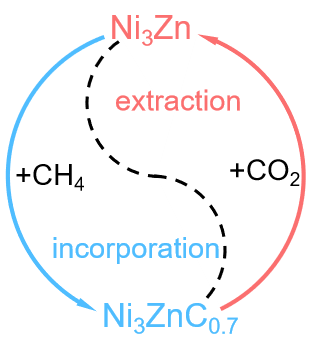 Ni₃Zn
extraction
+CH₄
+CO₂
incorporation
Ni₃ZnC₀.₇